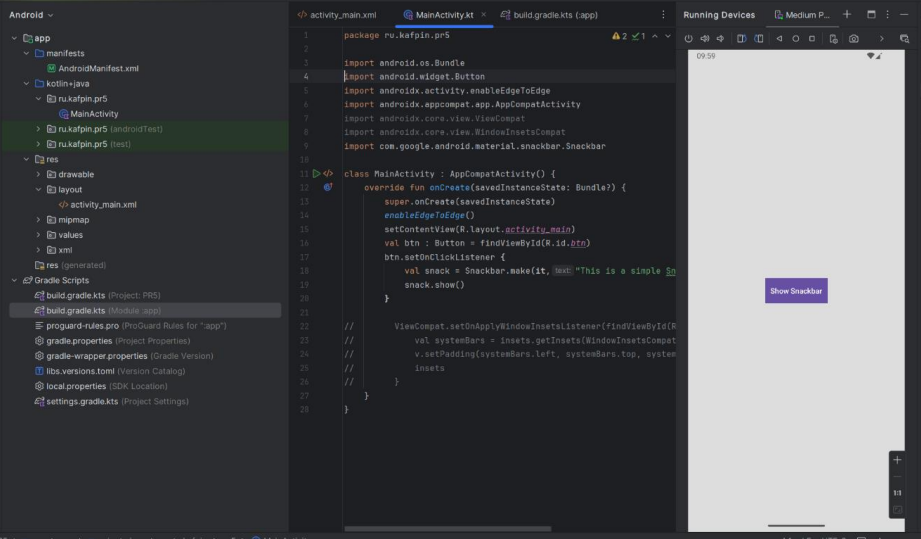 Android
app
manifests
AndroidManifest.xml
kotlin+java
ru.kafpin.pr5
MainActivity
ru.kafpin.pr5 (androidTest)
ru.kafpin.pr5 (test)
res
drawable
layout
activity_main.xml
mipmap
values
xml
res (generated)
Gradle Scripts
build.gradle.kts (Project: PR5)
build.gradle.kts (Module :app)
proguard-rules.pro (ProGuard Rules for ":app")
gradle.properties (Project Properties)
gradle-wrapper.properties (Gradle Version)
libs.versions.toml (Version Catalog)
local.properties (SDK Location)
settings.gradle.kts (Project Settings)
activity_main.xml MainActivity.kt build.gradle.kts (:app)
2 1
1 package ru.kafpin.pr5
2
3 import android.os.Bundle
4 import android.widget.Button
5 import androidx.activity.enableEdgeToEdge
6 import androidx.appcompat.app.AppCompatActivity
7 import androidx.core.view.ViewCompat
8 import androidx.core.view.WindowInsetsCompat
9 import com.google.android.material.snackbar.Snackbar
10
11 class MainActivity : AppCompatActivity() {
12 override fun onCreate(savedInstanceState: Bundle?) {
13 super.onCreate(savedInstanceState)
14 enableEdgeToEdge()
15 setContentView(R.layout.activity_main)
16 val btn : Button = findViewById(R.id.btn)
17 btn.setOnClickListener {
18 val snack = Snackbar.make(it, text: "This is a simple Sn
19 snack.show()
20 }
21
22 // ViewCompat.setOnApplyWindowInsetsListener(findViewById(R
23 // val systemBars = insets.getInsets(WindowInsetsCompat
24 // v.setPadding(systemBars.left, systemBars.top, system
25 // insets
26 // }
27 }
28 }
Running Devices Medium P...
09:59
Show Snackbar
1:1